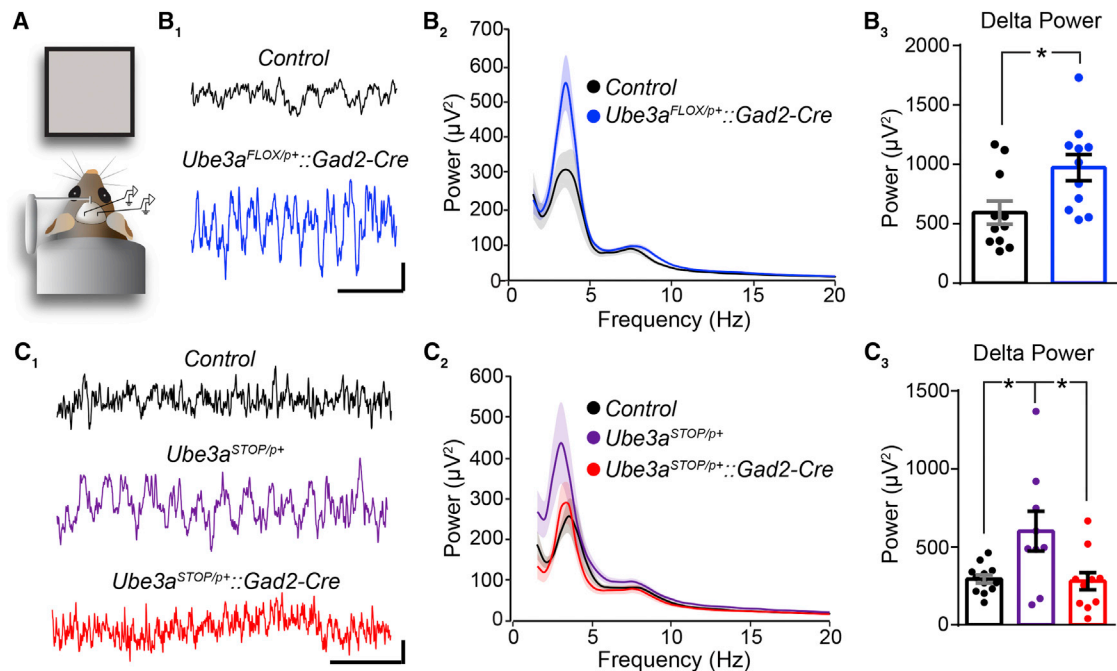 A
B1
Control
Ube3aFLOX/p+::Gad2-Cre
B2
700
600
500
400
300
200
100
0
Power (µV²)
0
5
10
15
20
Frequency (Hz)
Control
Ube3aFLOX/p+::Gad2-Cre
B3
Delta Power
*
2000
1500
1000
500
0
Power (µV²)
C1
Control
Ube3aSTOP/p+
Ube3aSTOP/p+::Gad2-Cre
C2
600
500
400
300
200
100
0
Power (µV²)
0
5
10
15
20
Frequency (Hz)
Control
Ube3aSTOP/p+
Ube3aSTOP/p+::Gad2-Cre
C3
Delta Power
* *
1500
1000
500
0
Power (µV²)